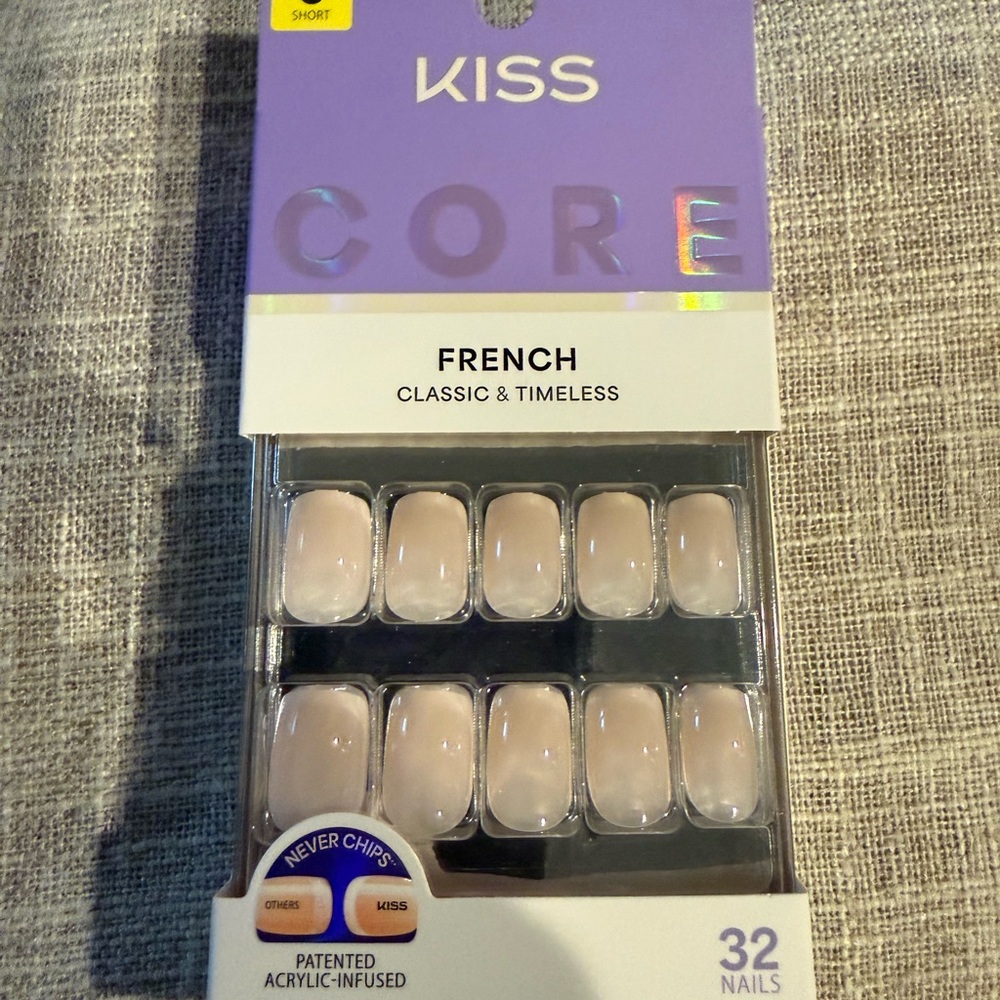 SHORT
KISS
CORE
FRENCH
CLASSIC & TIMELESS
NEVER CHIPS
OTHERS
KISS
PATENTED
ACRYLIC-INFUSED
32
NAILS